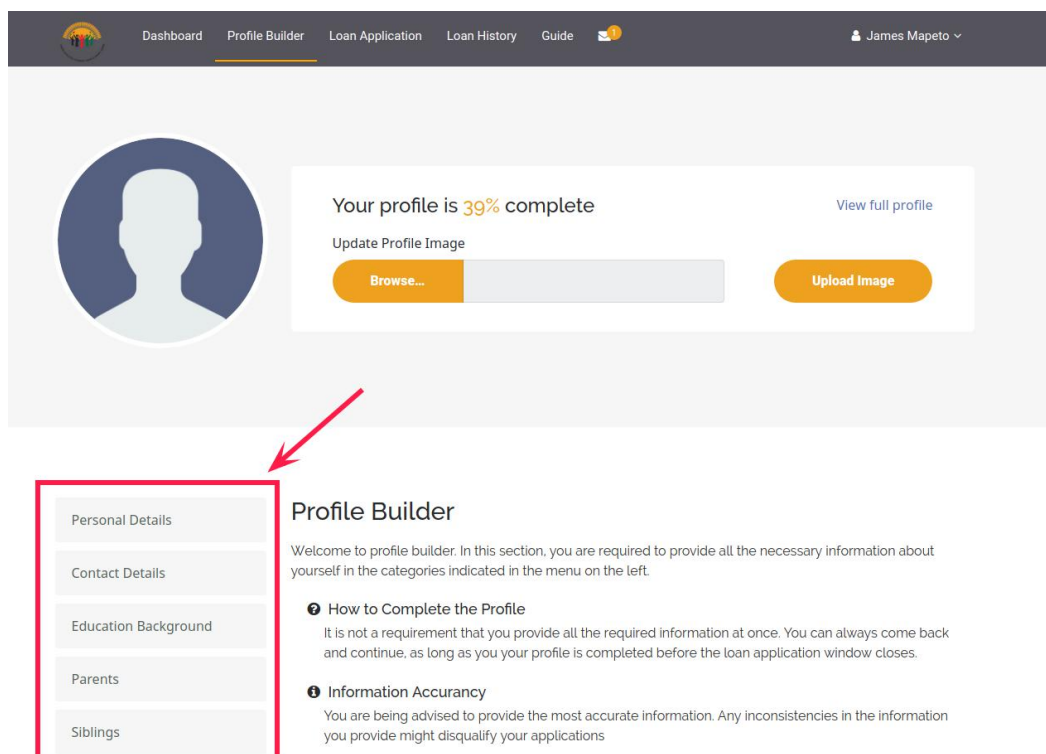 Dashboard Profile Builder Loan Application Loan History Guide 1 James Mapeto
Your profile is 39% complete
View full profile
Update Profile Image
Browse...
Upload Image
Personal Details
Contact Details
Education Background
Parents
Siblings
Profile Builder
Welcome to profile builder. In this section, you are required to provide all the necessary information about
yourself in the categories indicated in the menu on the left.
How to Complete the Profile
It is not a requirement that you provide all the required information at once. You can always come back
and continue, as long as you your profile is completed before the loan application window closes.
Information Accurancy
You are being advised to provide the most accurate information. Any inconsistencies in the information
you provide might disqualify your applications